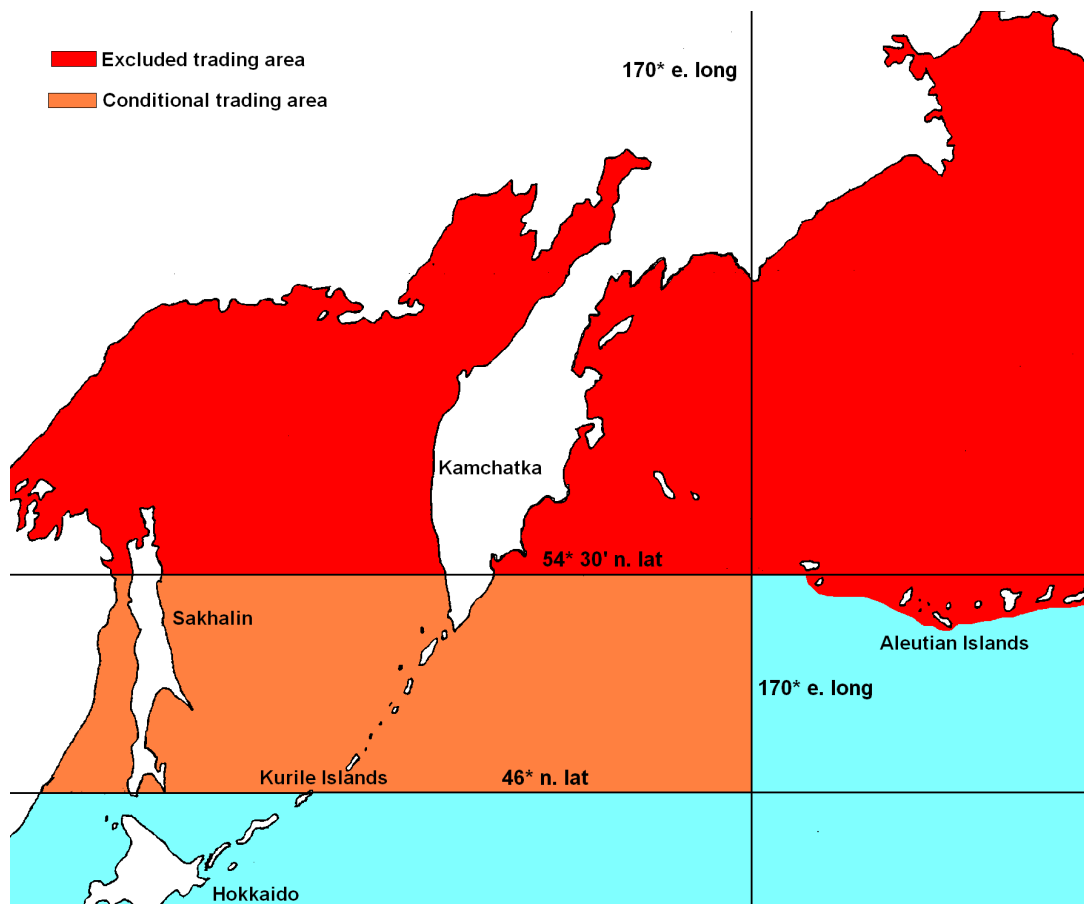 Excluded trading area
170* e. long
Conditional trading area
Kamchatka
54* 30' n. lat
Sakhalin
Aleutian Islands
170* e. long
Kurile Islands
46* n. lat
Hokkaido